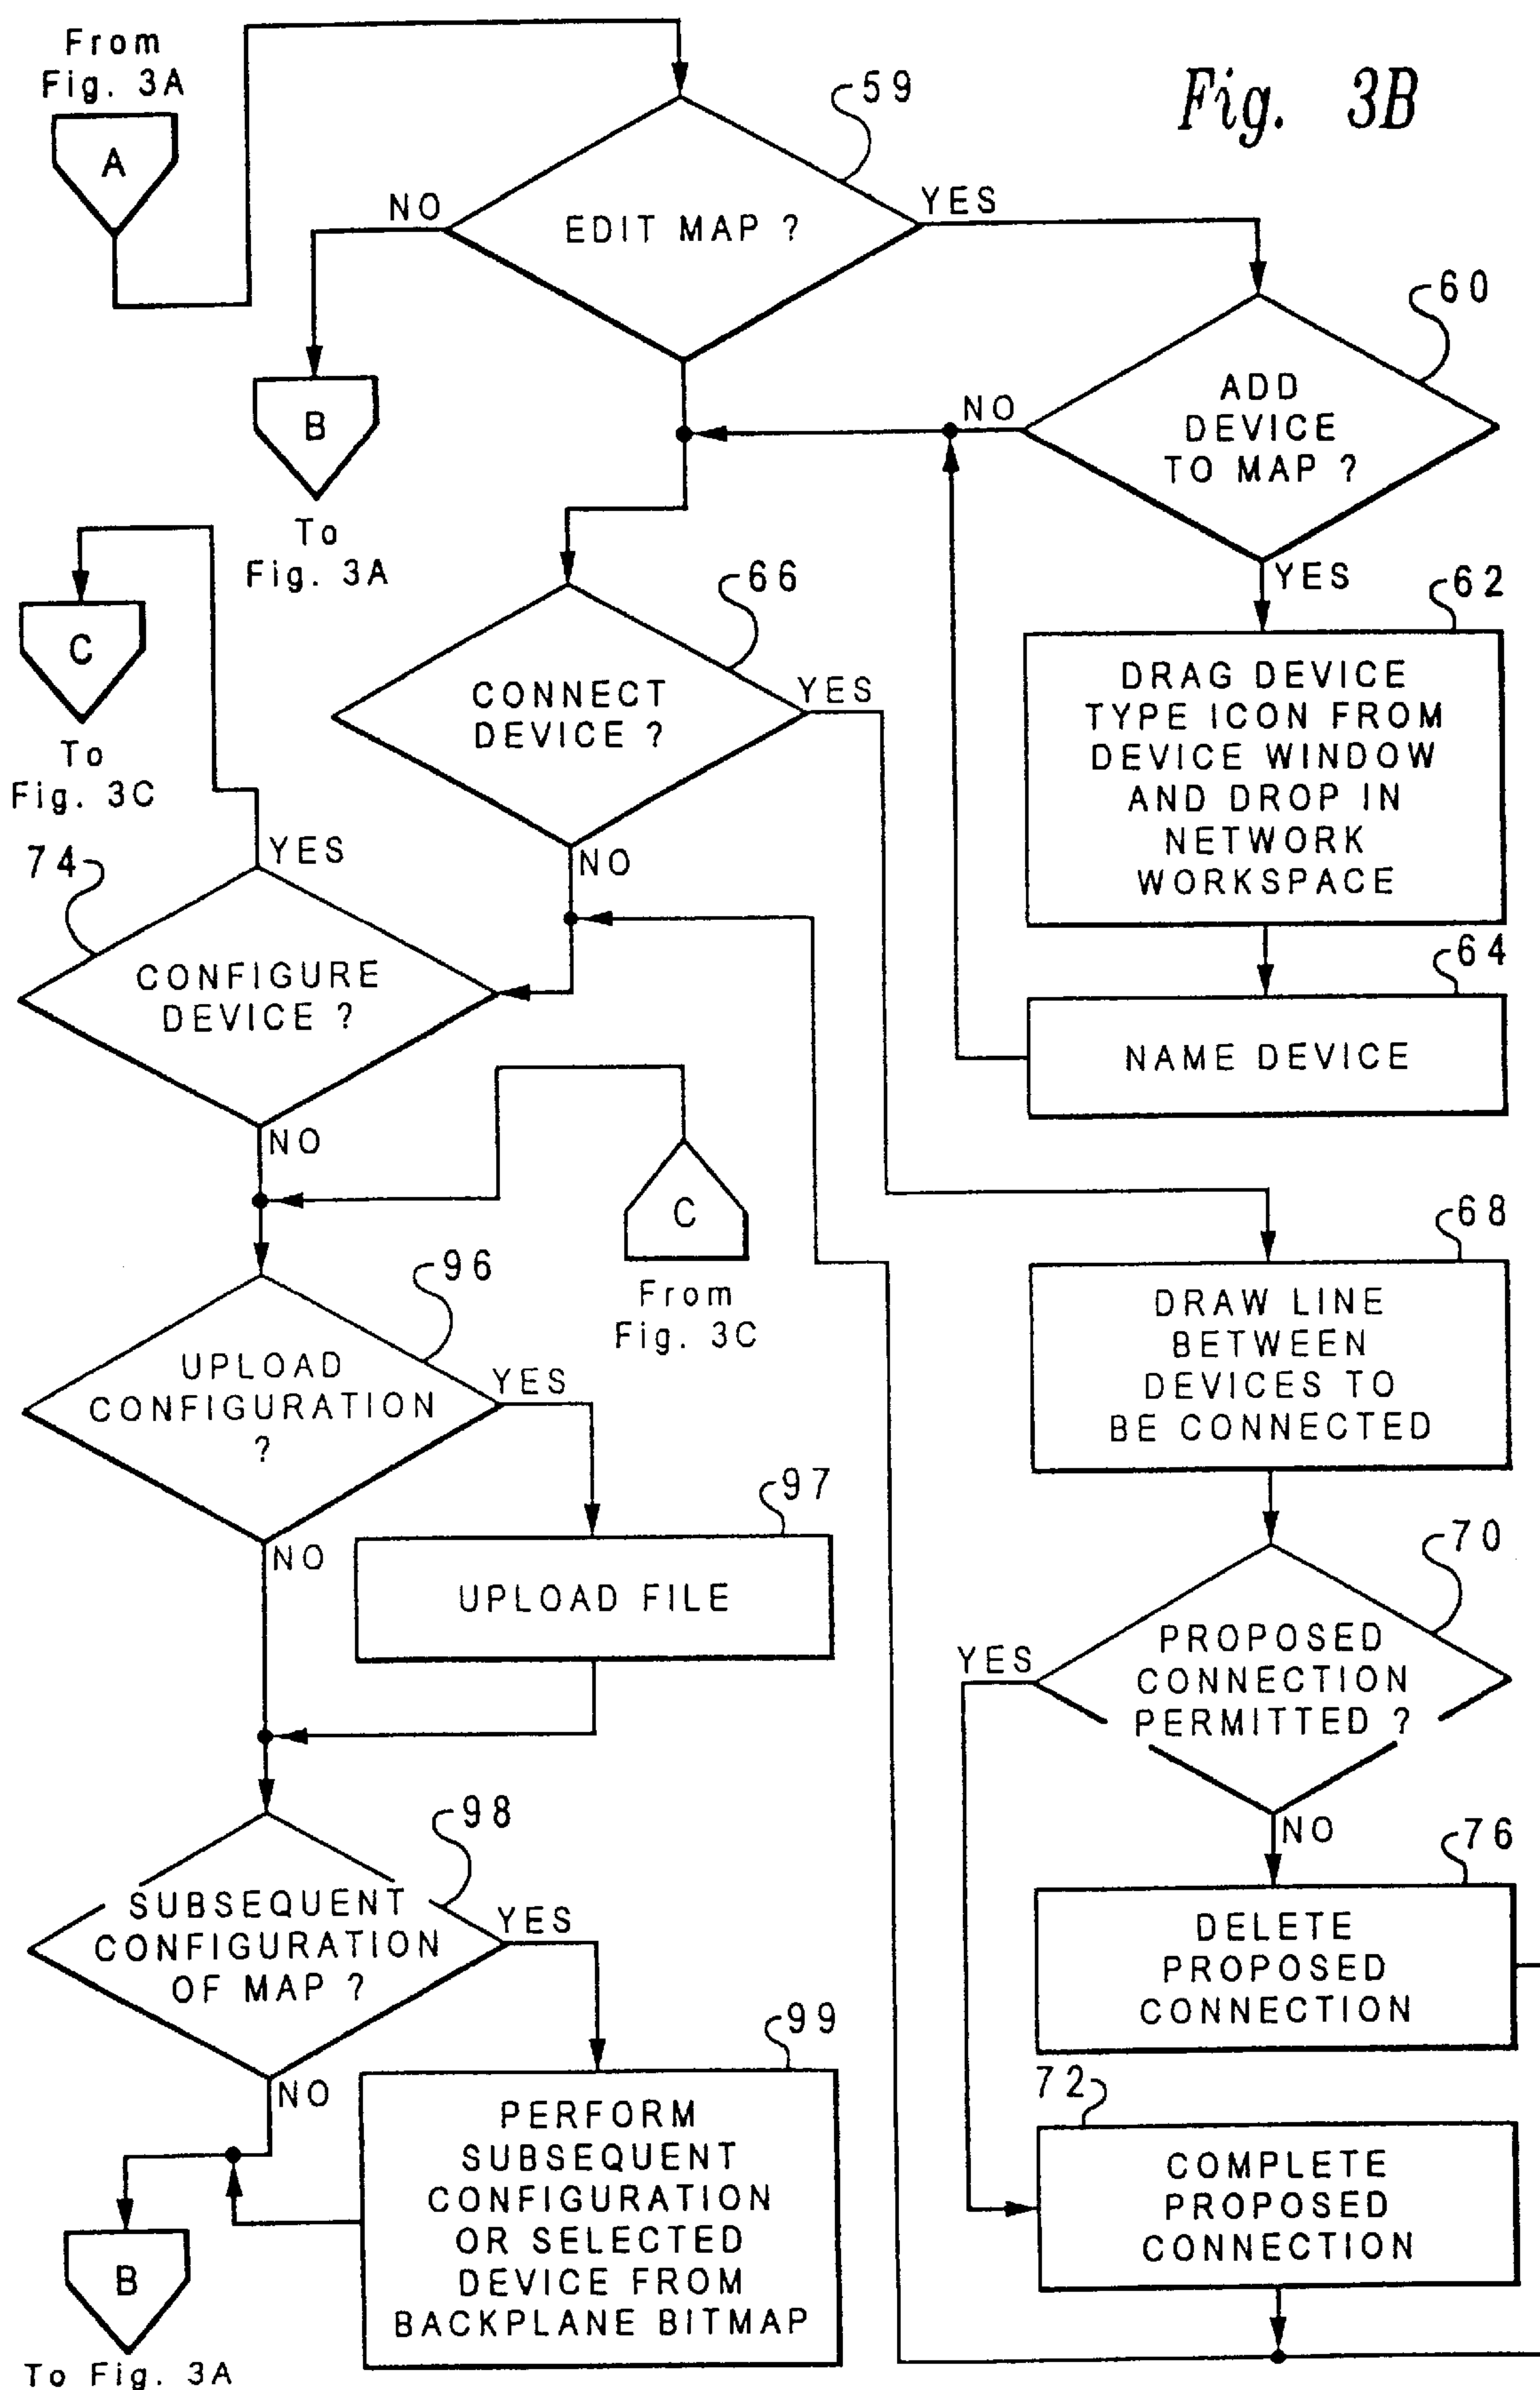 From
Fig. 3A
A
59
Fig. 3B
NO
EDIT MAP ?
YES
B
To
Fig. 3A
60
ADD
DEVICE
TO MAP ?
NO
YES
C
To
Fig. 3C
66
CONNECT
DEVICE ?
YES
NO
62
DRAG DEVICE
TYPE ICON FROM
DEVICE WINDOW
AND DROP IN
NETWORK
WORKSPACE
64
NAME DEVICE
74
YES
CONFIGURE
DEVICE ?
NO
C
From
Fig. 3C
68
DRAW LINE
BETWEEN
DEVICES TO
BE CONNECTED
96
UPLOAD
CONFIGURATION
?
YES
NO
97
UPLOAD FILE
70
YES
PROPOSED
CONNECTION
PERMITTED ?
NO
76
DELETE
PROPOSED
CONNECTION
98
SUBSEQUENT
CONFIGURATION
OF MAP ?
YES
NO
99
PERFORM
SUBSEQUENT
CONFIGURATION
OR SELECTED
DEVICE FROM
BACKPLANE BITMAP
72
COMPLETE
PROPOSED
CONNECTION
B
To Fig. 3A